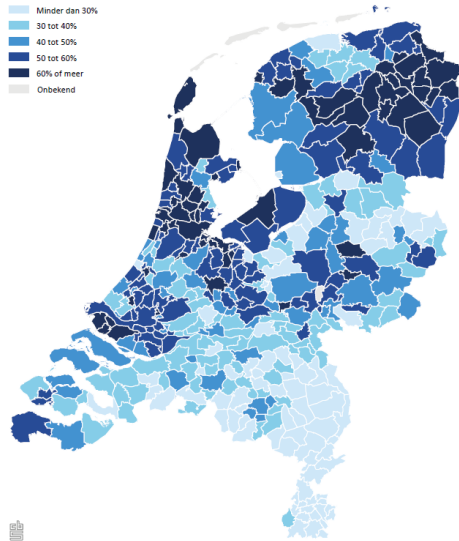 Minder dan 30%
30 tot 40%
40 tot 50%
50 tot 60%
60% of meer
Onbekend